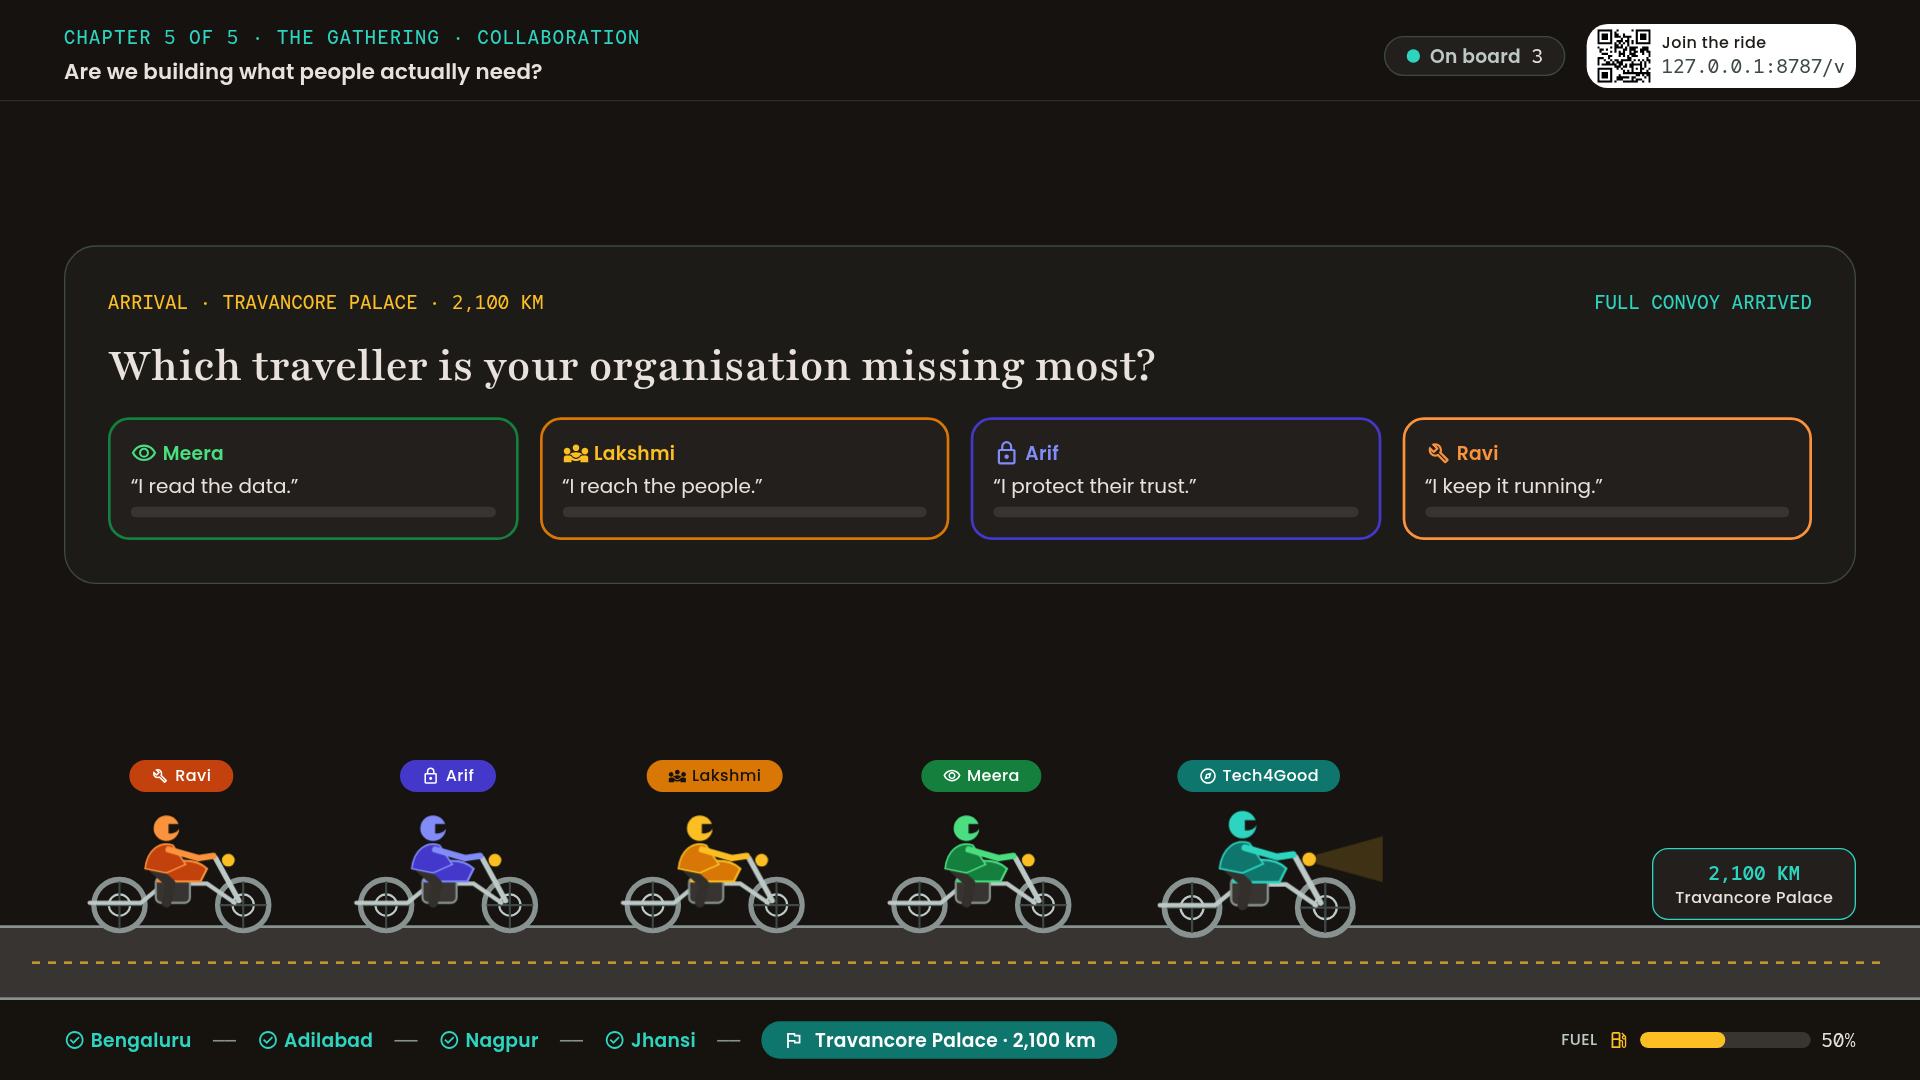 CHAPTER 5 OF 5 · THE GATHERING · COLLABORATION
Are we building what people actually need?
On board 3
Join the ride
127.0.0.1:8787/v
ARRIVAL · TRAVANCORE PALACE · 2,100 KM
FULL CONVOY ARRIVED
Which traveller is your organisation missing most?
Meera
“I read the data.”
Lakshmi
“I reach the people.”
Arif
“I protect their trust.”
Ravi
“I keep it running.”
Ravi
Arif
Lakshmi
Meera
Tech4Good
2,100 KM
Travancore Palace
Bengaluru — Adilabad — Nagpur — Jhansi — Travancore Palace · 2,100 km
FUEL 50%